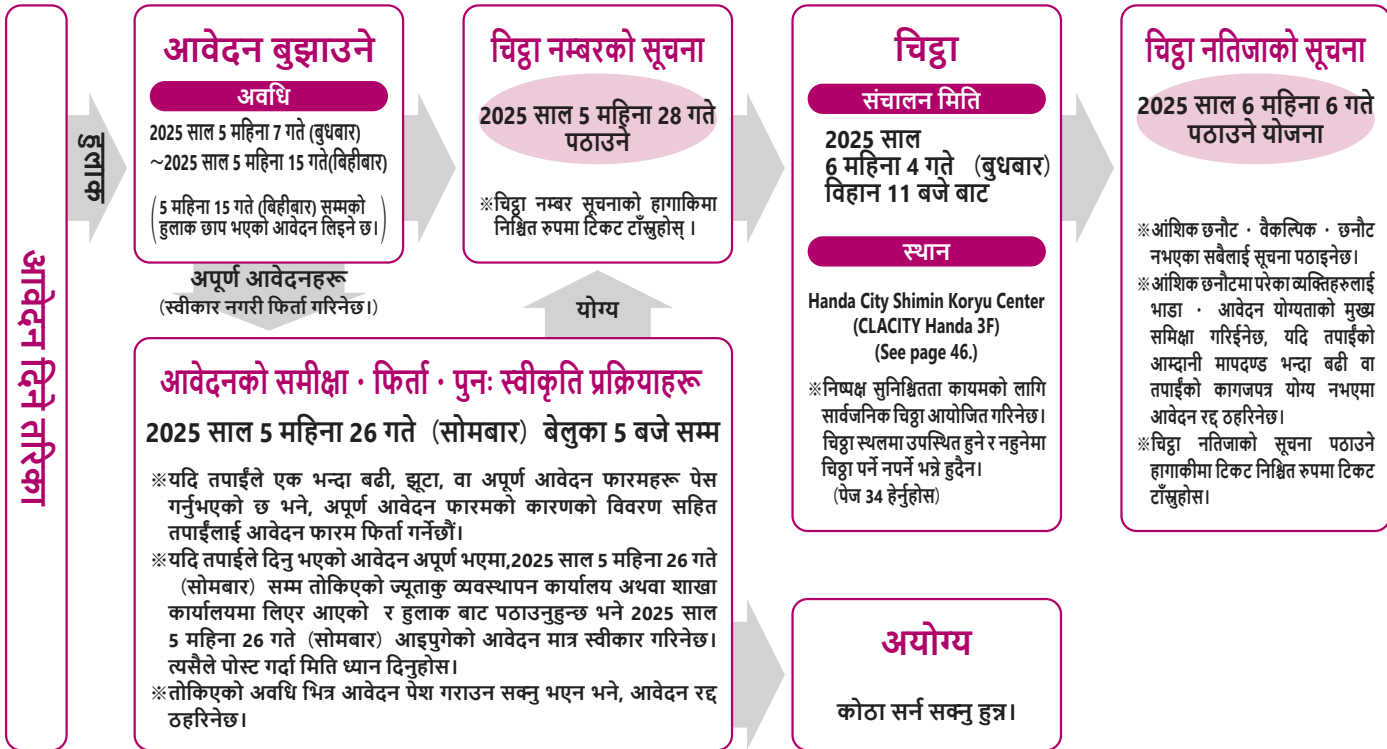 आवेदन दिने तरिका
हुलाक
आवेदन बुझाउने
अवधि
2025 साल 5 महिना 7 गते (बुधबार)
～2025 साल 5 महिना 15 गते(बिहीबार)
(5 महिना 15 गते (बिहीबार) सम्मको
हुलाक छाप भएको आवेदन लिइने छ।)
चिट्ठा नम्बरको सूचना
2025 साल 5 महिना 28 गते
पठाउने
※चिट्ठा नम्बर सूचनाको हागाकिमा
निश्चित रुपमा टिकट टाँस्नुहोस् ।
चिट्ठा
संचालन मिति
2025 साल
6 महिना 4 गते （बुधबार）
विहान 11 बजे बाट
स्थान
Handa City Shimin Koryu Center
(CLACITY Handa 3F)
(See page 46.)
※निष्पक्ष सुनिश्चितता कायमको लागि
सार्वजनिक चिठ्ठा आयोजित गरिनेछ।
चिठ्ठा स्थलमा उपस्थित हुने र नहुनेमा
चिठ्ठा पर्ने नपर्ने भन्ने हुदैन।
（पेज 34 हेर्नुहोस）
चिट्ठा नतिजाको सूचना
2025 साल 6 महिना 6 गते
पठाउने योजना
※आंशिक छनौट ・ वैकल्पिक ・ छनौट
नभएका सबैलाई सूचना पठाइनेछ।
※आंशिक छनौटमा परेका व्यक्तिहरुलाई
भाडा ・ आवेदन योग्यताको मुख्य
समिक्षा गरिईनेछ, यदि तपाईंको
आम्दानी मापदण्ड भन्दा बढी वा
तपाईंको कागजपत्र योग्य नभएमा
आवेदन रद्द ठहरिनेछ।
※चिट्ठा नतिजाको सूचना पठाउने
हागाकीमा टिकट निश्चित रुपमा टिकट
टाँस्नुहोस।
अपूर्ण आवेदनहरू
(स्वीकार नगरी फिर्ता गरिनेछ।)
योग्य
आवेदनको समीक्षा・फिर्ता・पुनः स्वीकृति प्रक्रियाहरू
2025 साल 5 महिना 26 गते （सोमबार） बेलुका 5 बजे सम्म
※यदि तपाईंले एक भन्दा बढी, झूटा, वा अपूर्ण आवेदन फारमहरू पेस
गर्नुभएको छ भने, अपूर्ण आवेदन फारमको कारणको विवरण सहित
तपाईंलाई आवेदन फारम फिर्ता गर्नेछौं।
※यदि तपाईले दिनु भएको आवेदन अपूर्ण भएमा,2025 साल 5 महिना 26 गते
（सोमबार） सम्म तोकिएको ज्यूताकु व्यवस्थापन कार्यालय अथवा शाखा
कार्यालयमा लिएर आएको र हुलाक बाट पठाउनुहुन्छ भने 2025 साल
5 महिना 26 गते （सोमबार） आइपुगेको आवेदन मात्र स्वीकार गरिनेछ।
त्यसैले पोस्ट गर्दा मिति ध्यान दिनुहोस।
※तोकिएको अवधि भित्र आवेदन पेश गराउन सक्नु भएन भने, आवेदन रद्द
ठहरिनेछ।
अयोग्य
कोठा सर्न सक्नु हुन्न।